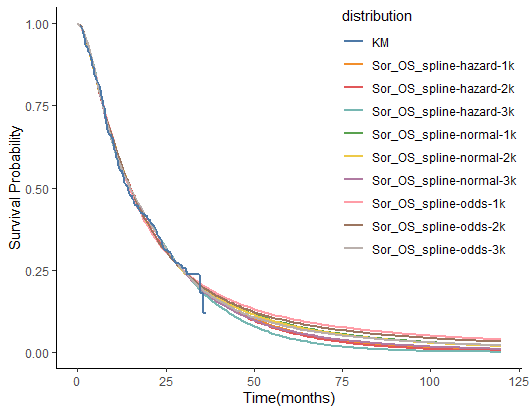 distribution
KM
Sor_OS_spline-hazard-1k
Sor_OS_spline-hazard-2k
Sor_OS_spline-hazard-3k
Sor_OS_spline-normal-1k
Sor_OS_spline-normal-2k
Sor_OS_spline-normal-3k
Sor_OS_spline-odds-1k
Sor_OS_spline-odds-2k
Sor_OS_spline-odds-3k
Survival Probability
1.00
0.75
0.50
0.25
0.00
0 25 50 75 100 125
Time(months)